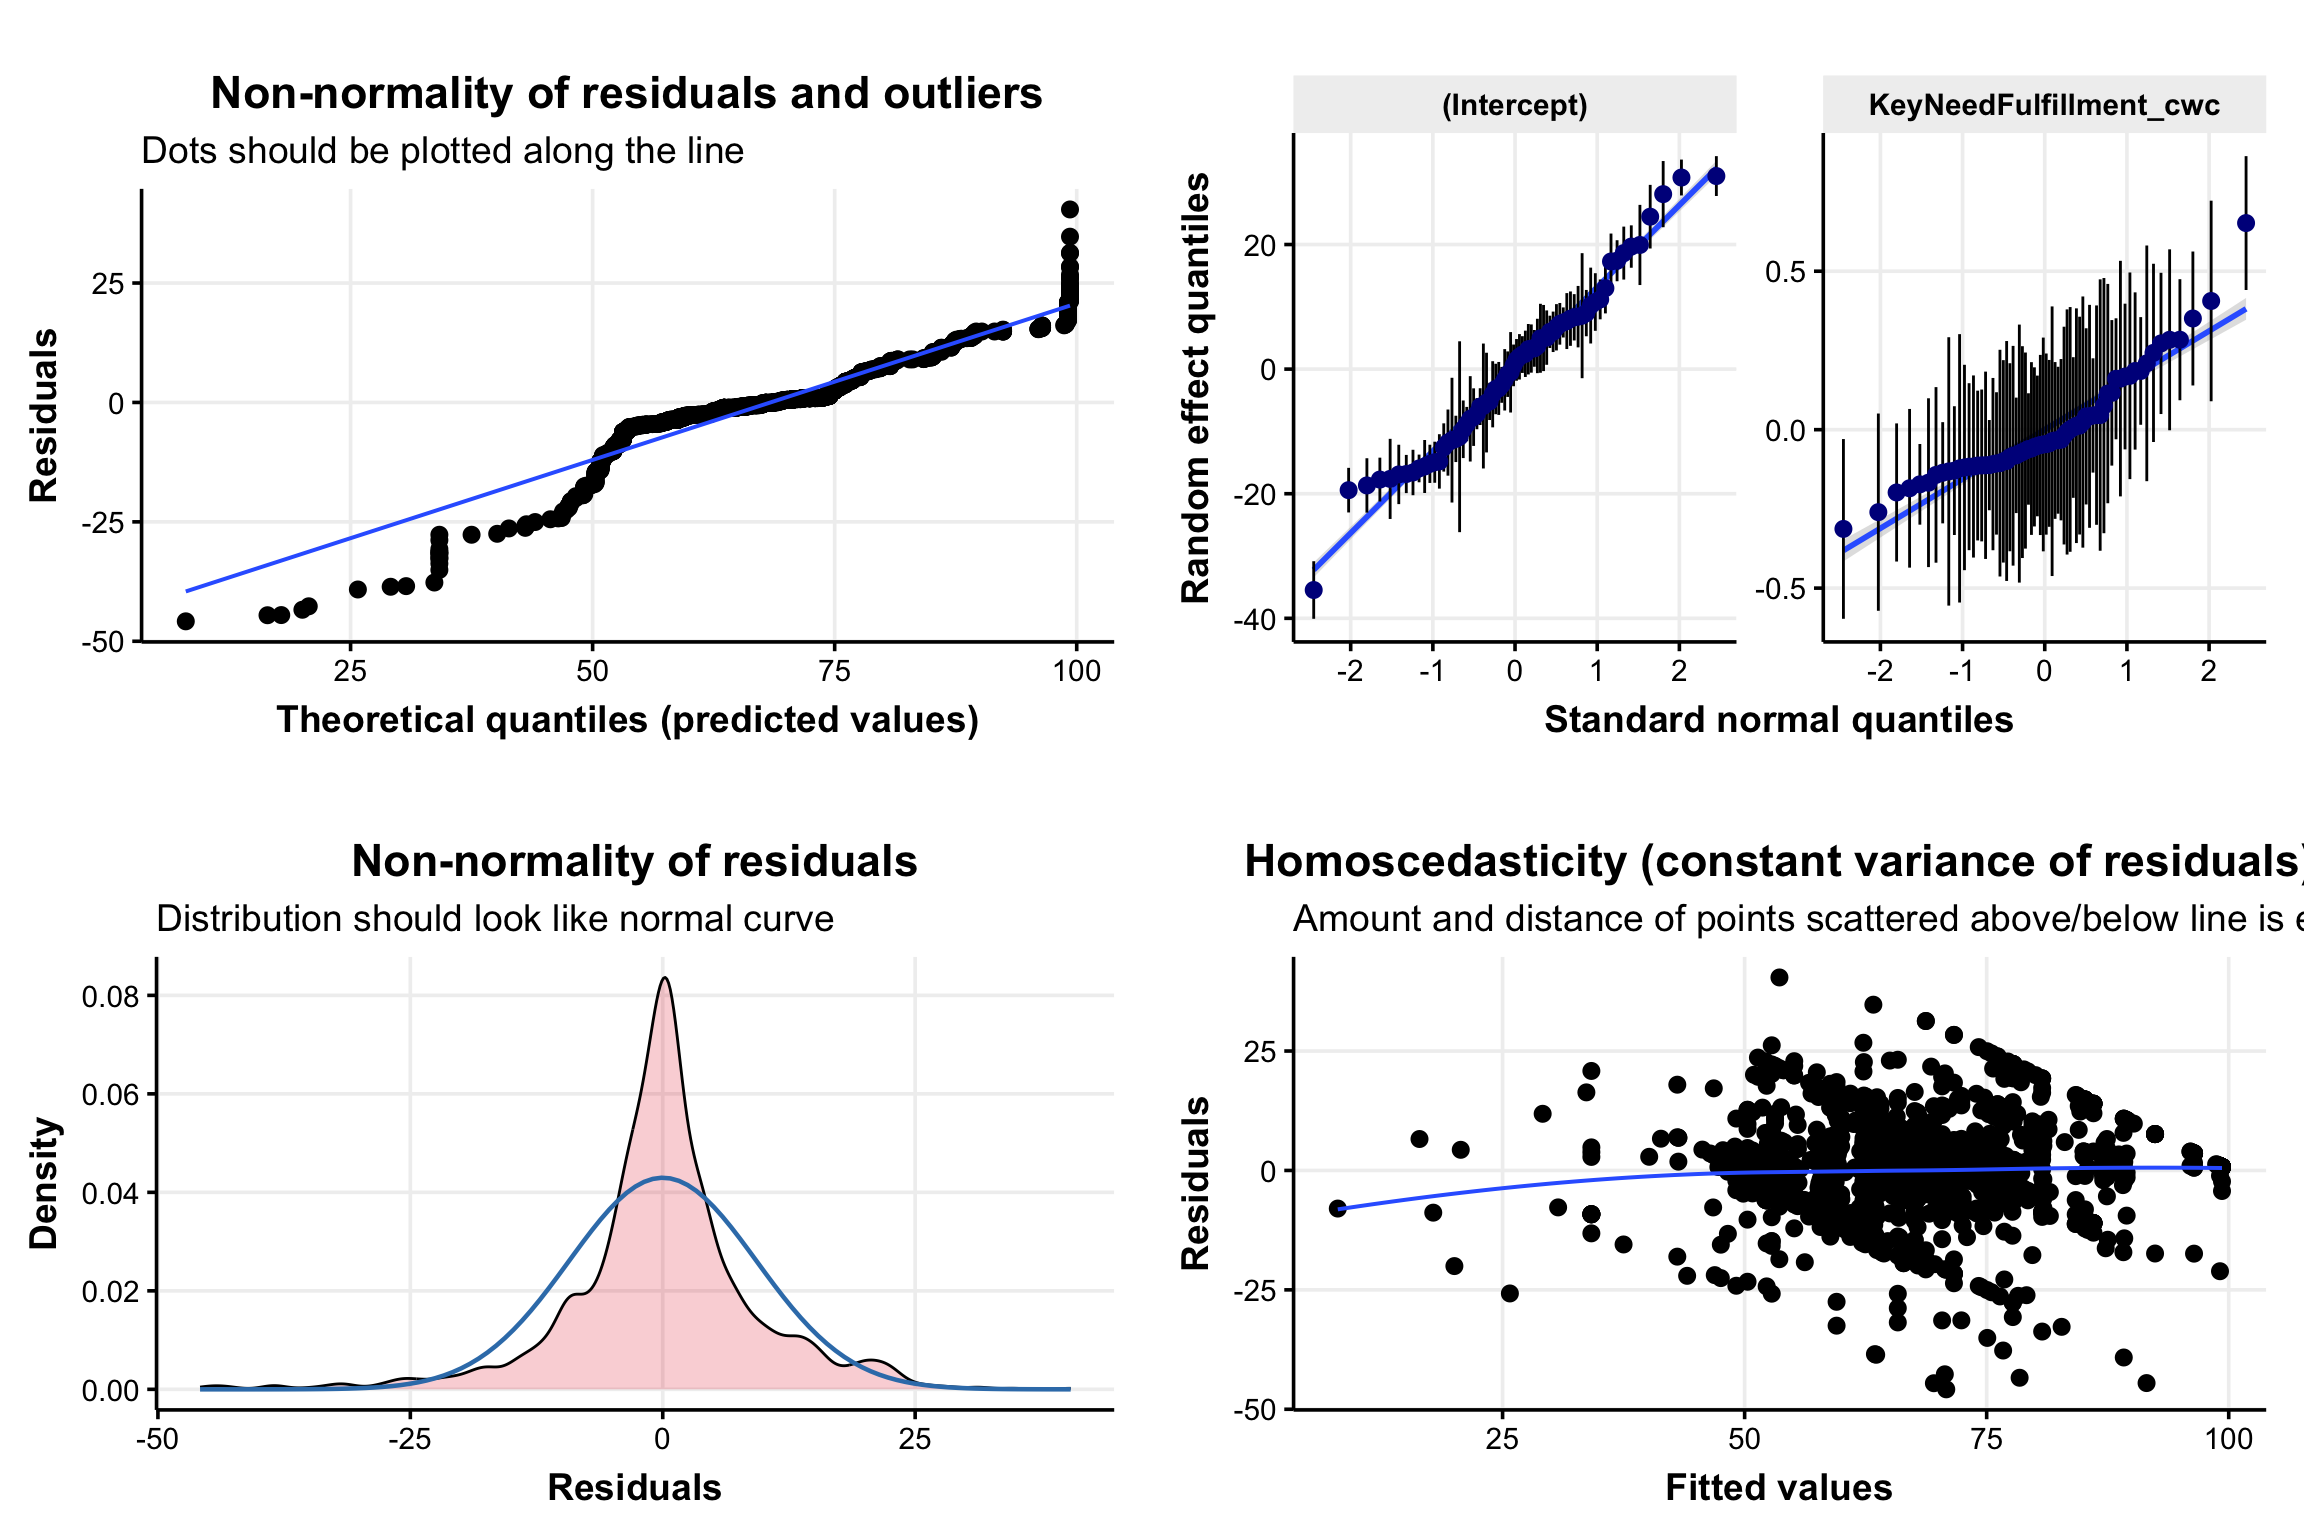 Non-normality of residuals and outliers
Dots should be plotted along the line
Residuals
25
0
-25
-50
25 50 75 100
Theoretical quantiles (predicted values)
(Intercept) KeyNeedFulfillment_cwc
Random effect quantiles
20
0
-20
-40
0.5
0.0
-0.5
-2 -1 0 1 2 -2 -1 0 1 2
Standard normal quantiles
Non-normality of residuals
Distribution should look like normal curve
Density
0.08
0.06
0.04
0.02
0.00
-50 -25 0 25
Residuals
Homoscedasticity (constant variance of residuals)
Amount and distance of points scattered above/below line is e
Residuals
25
0
-25
-50
25 50 75 100
Fitted values